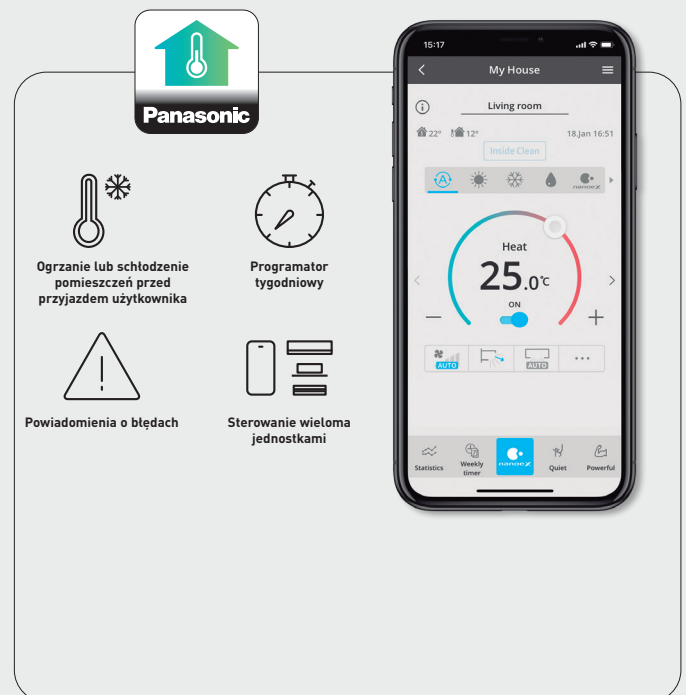 Panasonic
Ogrzanie lub schłodzenie
pomieszczeń przed
przyjazdem użytkownika
Programator
tygodniowy
Powiadomienia o błędach
Sterowanie wieloma
jednostkami
15:17
My House
Living room
22° 12° 18.Jan 16:51
Inside Clean
A nanoe X
Heat
25.0°C
ON
AUTO AUTO
Statistics Weekly timer nanoe X Quiet Powerful